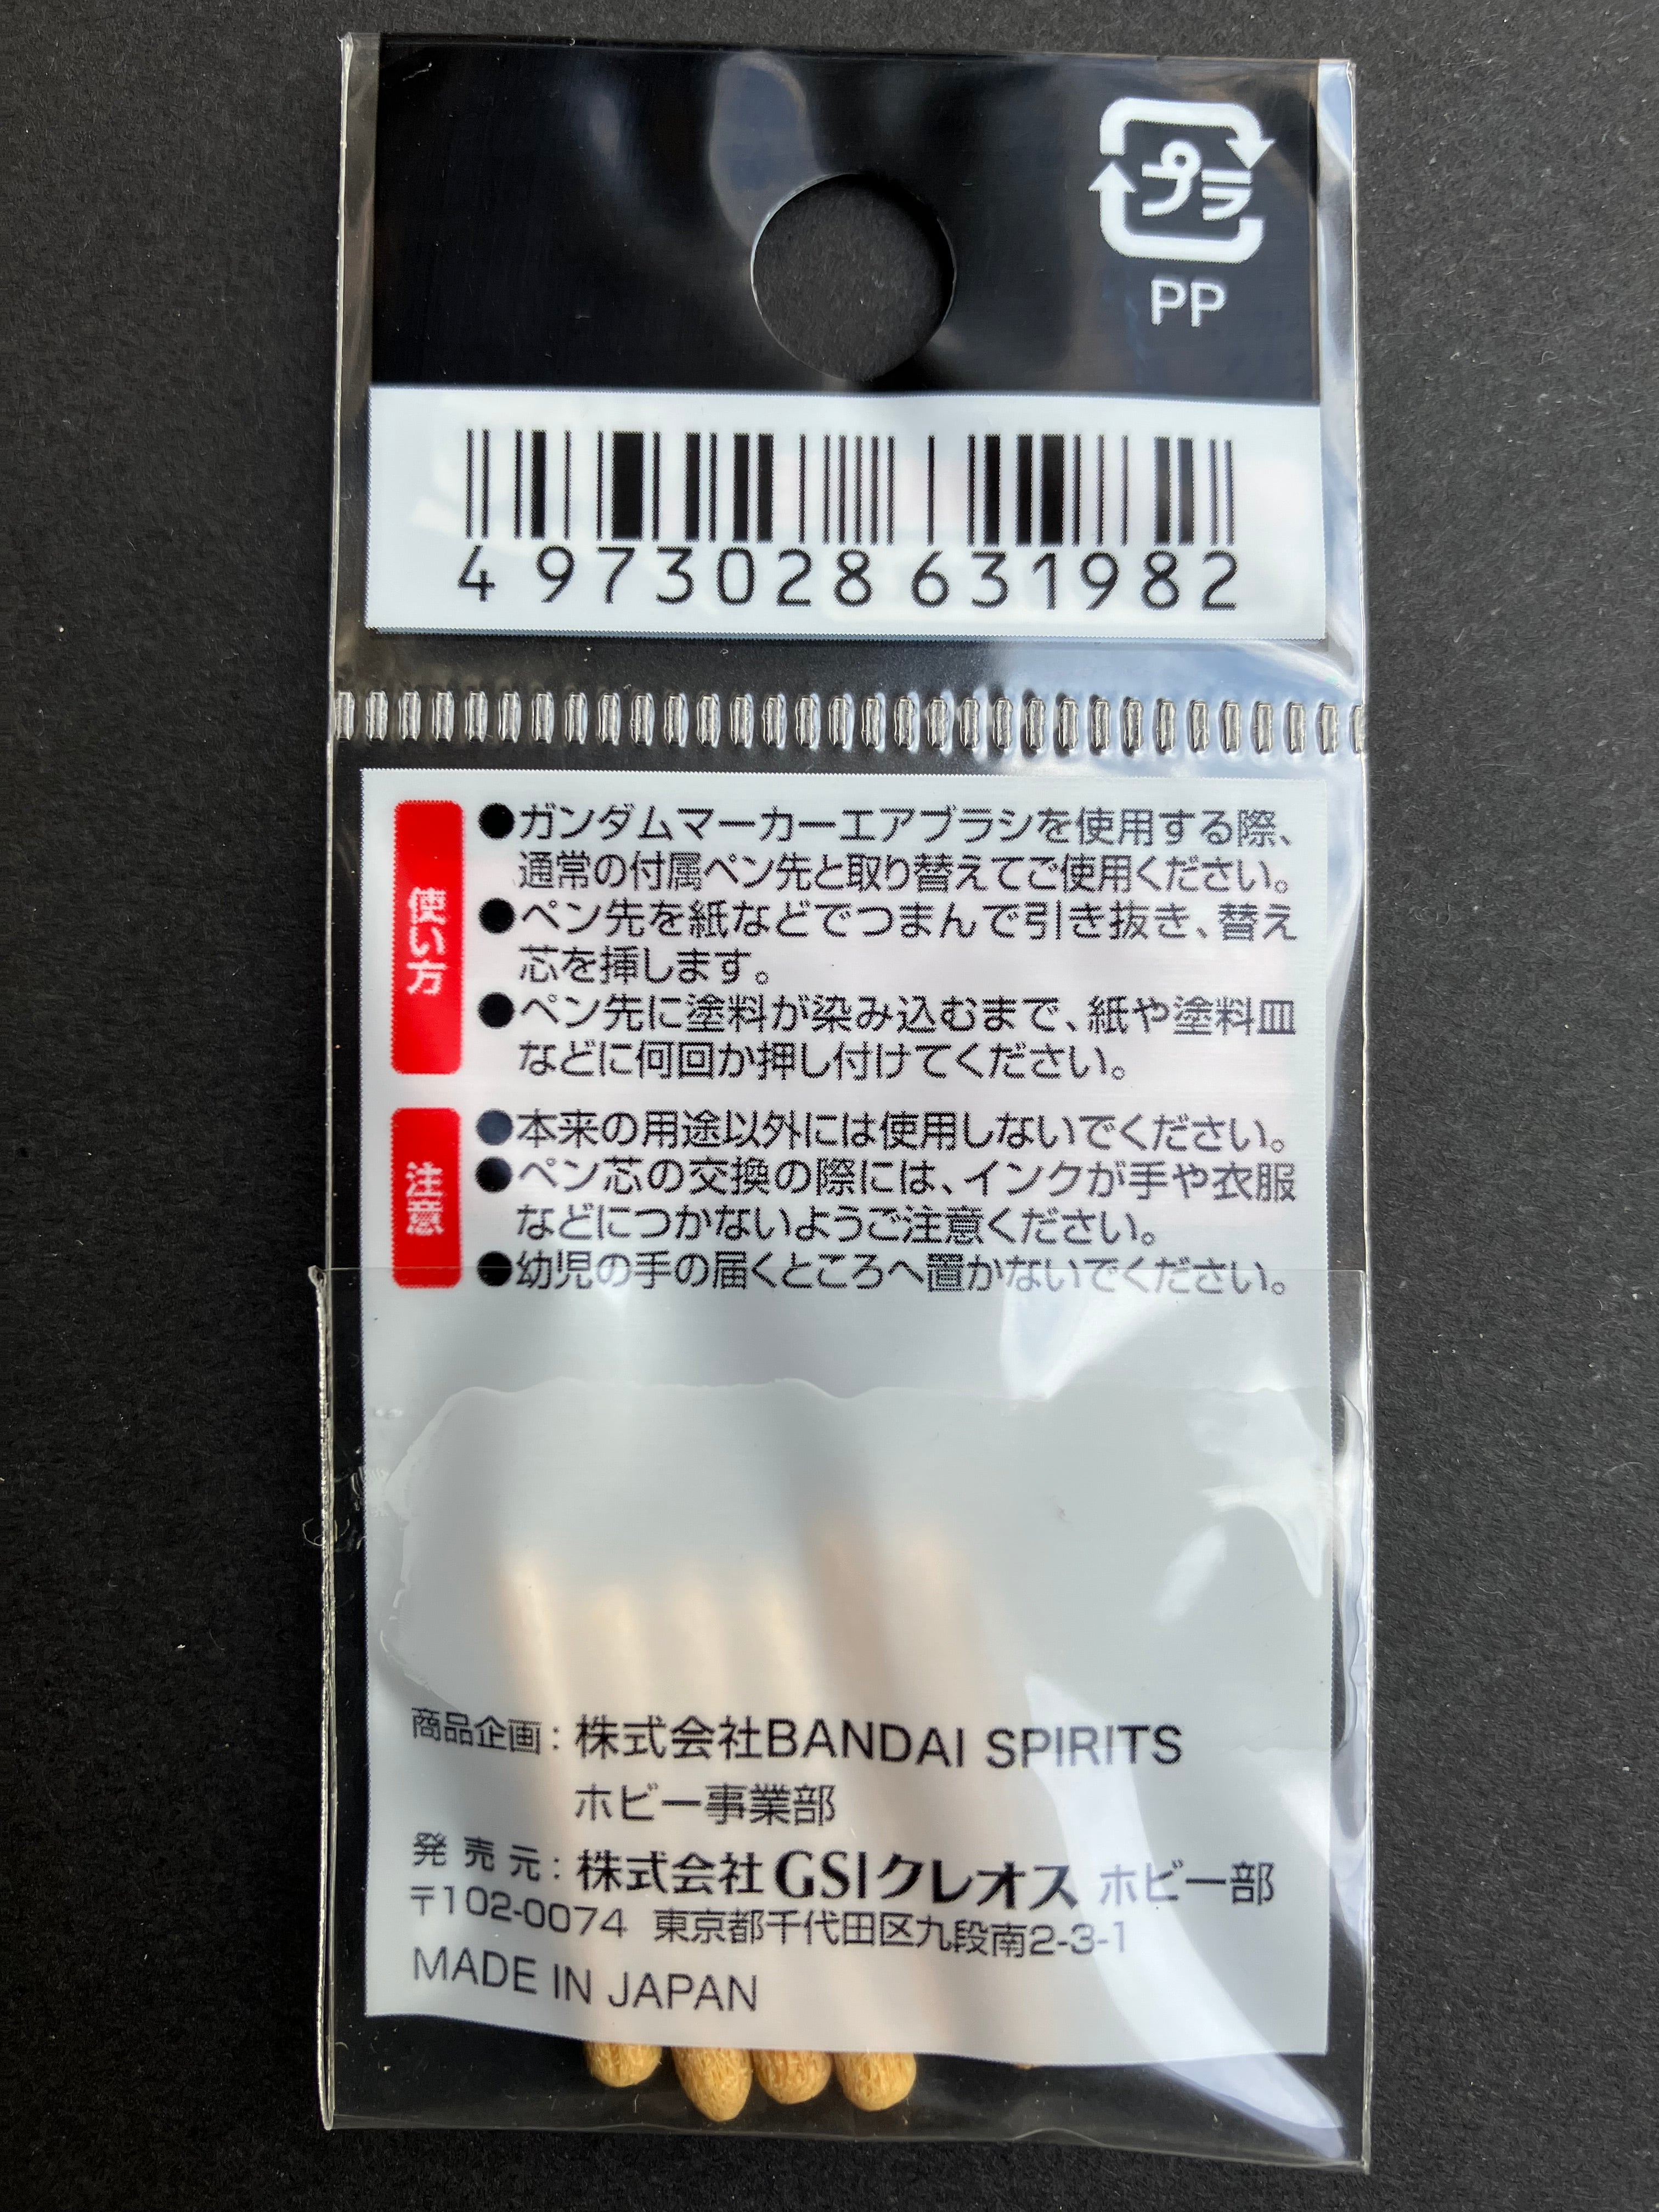 プラ
PP
4 973028 631982
使い方
●ガンダムマーカーエアブラシを使用する際、
通常の付属ペン先と取り替えてご使用ください。
●ペン先を紙などでつまんで引き抜き、替え
芯を挿します。
●ペン先に塗料が染み込むまで、紙や塗料皿
などに何回か押し付けてください。
注意
●本来の用途以外には使用しないでください。
●ペン芯の交換の際には、インクが手や衣服
などにつかないようご注意ください。
●幼児の手の届くところへ置かないでください。
商品企画：株式会社BANDAI SPIRITS
ホビー事業部
発売元：株式会社GSIクレオス ホビー部
〒102-0074 東京都千代田区九段南2-3-1
MADE IN JAPAN